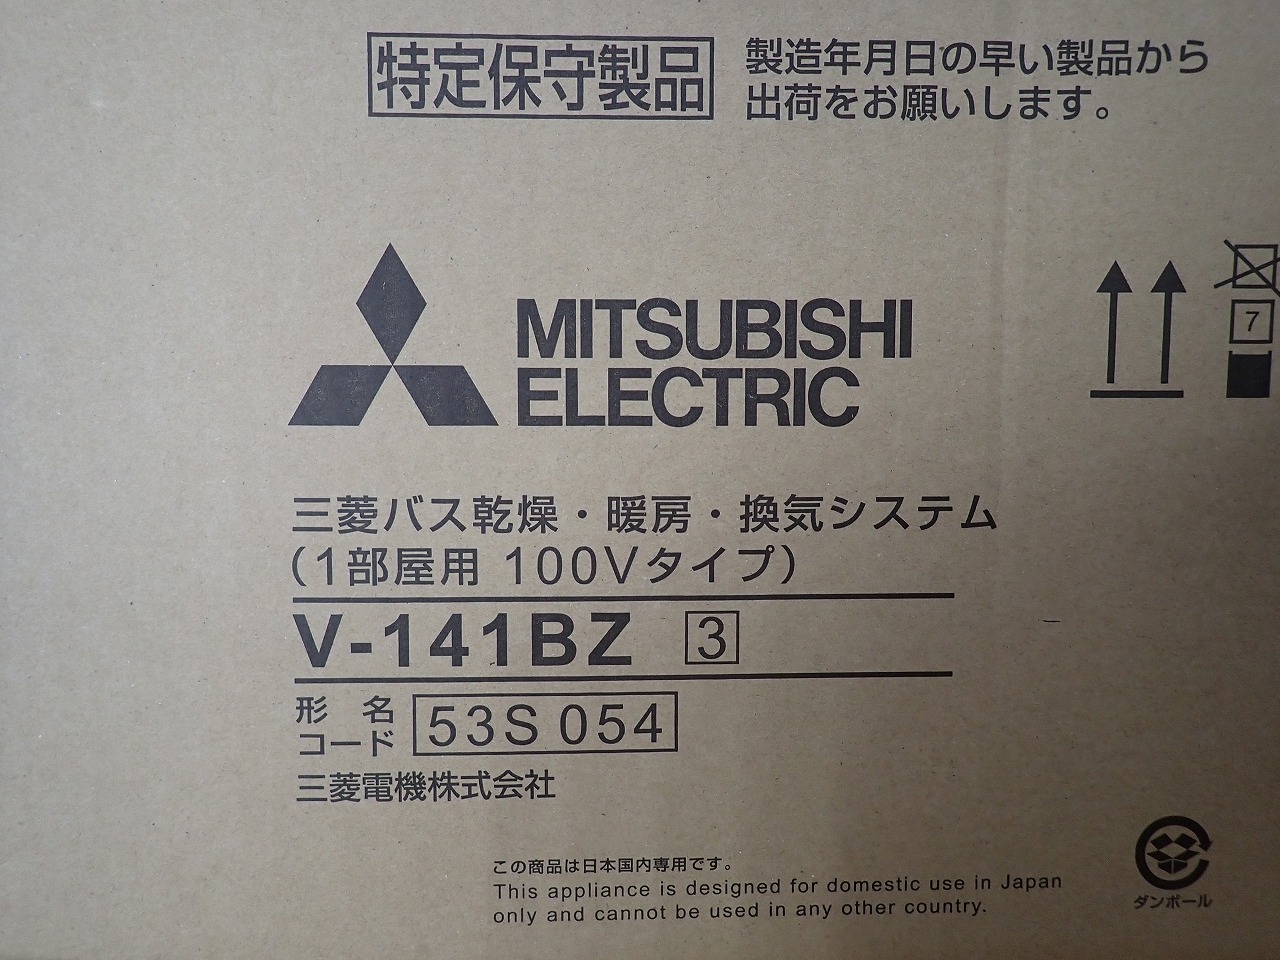 特定保守製品
製造年月日の早い製品から
出荷をお願いします。
MITSUBISHI
ELECTRIC
7
三菱バス乾燥・暖房・換気システム
（1部屋用 100Vタイプ）
V-141BZ 3
形 名
コード
53S 054
三菱電機株式会社
この商品は日本国内専用です。
This appliance is designed for domestic use in Japan
only and cannot be used in any other country.
ダンボール